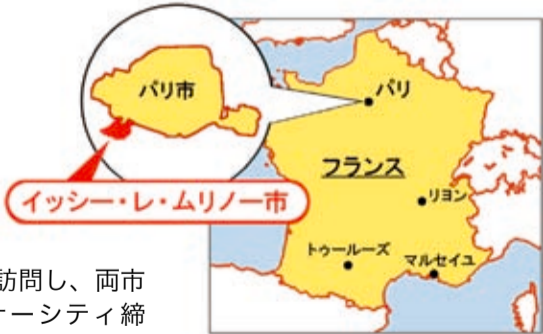 パリ市
パリ
フランス
イッシー・レ・ムリノー市
リヨン
トゥールーズ
マルセイユ
訪問し、両市
ーシティ締